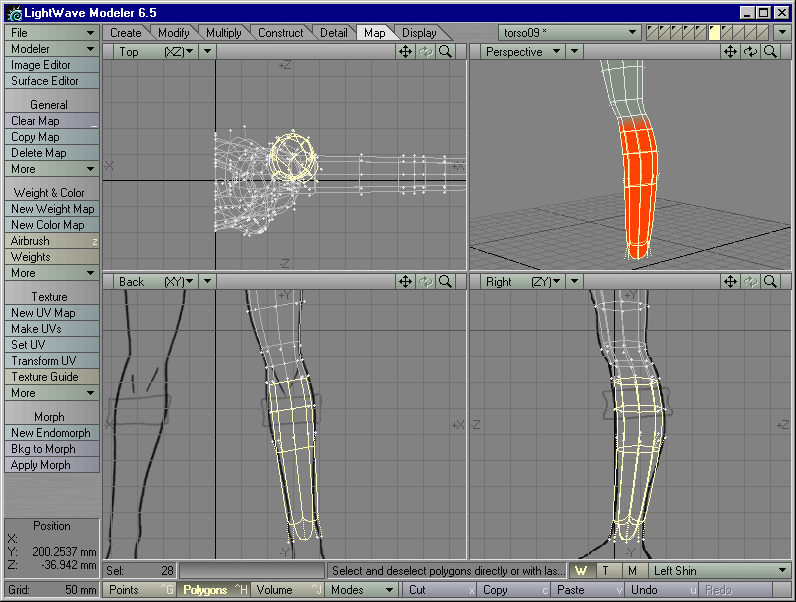 LightWave Modeler 6.5
File
Create Modify Multiply Construct Detail Map Display
torso09 *
Modeler
Top (XZ)
Perspective
Image Editor
Surface Editor
General
Clear Map _
Copy Map
Delete Map
More
Weight & Color
New Weight Map
New Color Map
Airbrush z
Weights
More
Texture
New UV Map
Make UVs
Set UV
Transform UV
Texture Guide
More
Morph
New Endomorph
Bkg to Morph
Apply Morph
+Z
-X
+X
-Z
Back (XY)
Right (ZY)
+Y
-X
+X
-Y
+Y
-Z
+Z
-Y
Position
X:
Y: 200.2537 mm
Z: -36.942 mm
Grid: 50 mm
Sel: 28
Select and deselect polygons directly or with las...
W T M
Left Shin
Points ^G
Polygons ^H
Volume ^J
Modes
Cut x
Copy c
Paste v
Undo u
Redo